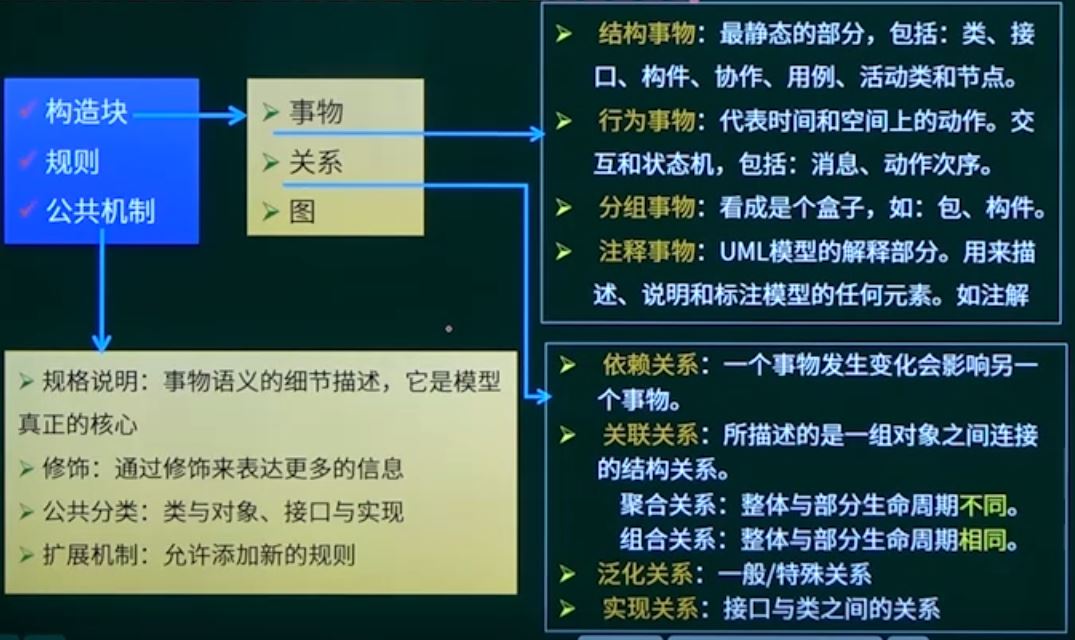 构造块
规则
公共机制
事物
关系
图
结构事物：最静态的部分，包括：类、接
口、构件、协作、用例、活动类和节点。
行为事物：代表时间和空间上的动作。交
互和状态机，包括：消息、动作次序。
分组事物：看成是个盒子，如：包、构件。
注释事物：UML模型的解释部分。用来描
述、说明和标注模型的任何元素。如注解
规格说明：事物语义的细节描述，它是模型
真正的核心
修饰：通过修饰来表达更多的信息
公共分类：类与对象、接口与实现
扩展机制：允许添加新的规则
依赖关系：一个事物发生变化会影响另一
个事物。
关联关系：所描述的是一组对象之间连接
的结构关系。
聚合关系：整体与部分生命周期不同。
组合关系：整体与部分生命周期相同。
泛化关系：一般/特殊关系
实现关系：接口与类之间的关系